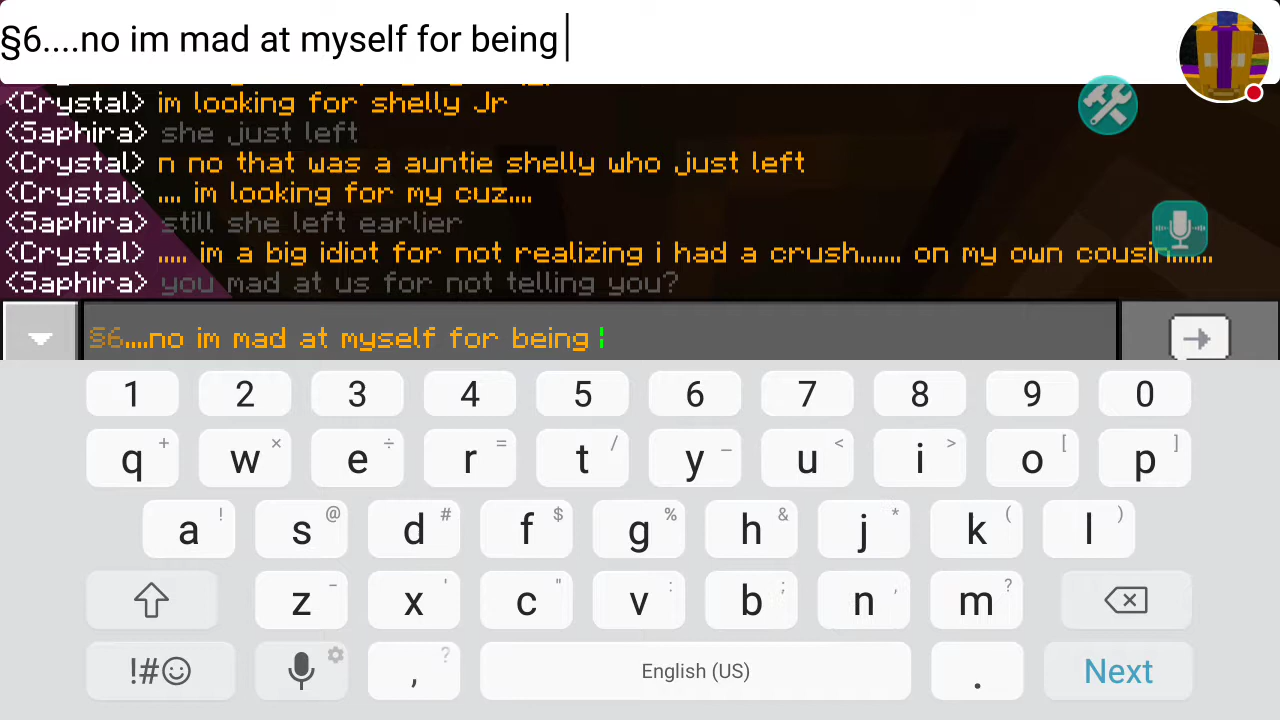 §6....no im mad at myself for being
<Crystal> im looking for shelly Jr
<Saphira> she just left
<Crystal> n no that was a auntie shelly who just left
<Crystal> .... im looking for my cuz....
<Saphira> still she left earlier
<Crystal> ..... im a big idiot for not realizing i had a crush....... on my own cousin.......
<Saphira> you mad at us for not telling you?
§6....no im mad at myself for being
1 2 3 4 5 6 7 8 9 0
q + w × e ÷ r = t / y _ u < i > o [ p ]
a ! s @ d # f $ g % h & j * k ( l )
z - x ' c " v : b ; n , m ?
!#☺ , ? English (US) . Next